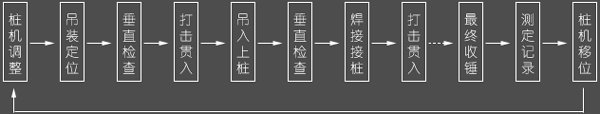 桩机调整
吊装定位
垂直检查
打击贯入
吊入上桩
垂直检查
焊接接桩
打击贯入
最终收锤
测定记录
桩机移位